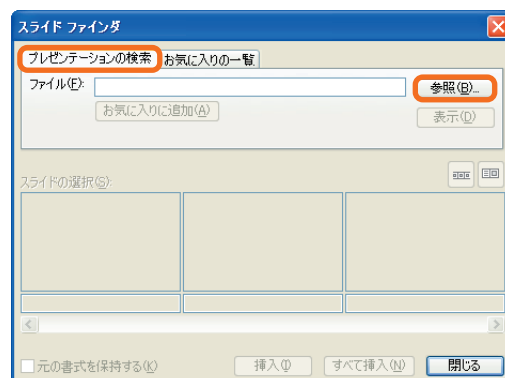 スライド ファインダ
プレゼンテーションの検索 お気に入りの一覧
ファイル(F): 参照(B)...
お気に入りに追加(A) 表示(D)
スライドの選択(S):
元の書式を保持する(K) 挿入(I) すべて挿入(N) 閉じる